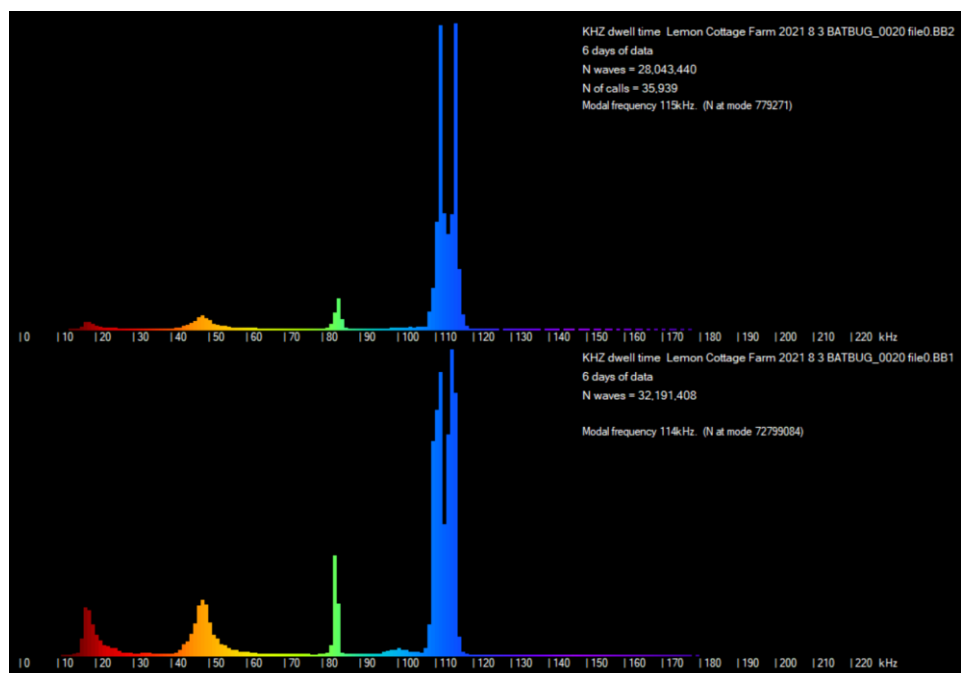 KHZ dwell time Lemon Cottage Farm 2021 8 3 BATBUG_0020 file0.BB2
6 days of data
N waves = 28,043,440
N of calls = 35,939
Modal frequency 115kHz. (N at mode 779271)
|0 |10 |20 |30 |40 |50 |60 |70 |80 |90 |100 |110 |120 |130 |140 |150 |160 |170 |180 |190 |200 |210 |220 kHz
KHZ dwell time Lemon Cottage Farm 2021 8 3 BATBUG_0020 file0.BB1
6 days of data
N waves = 32,191,408
Modal frequency 114kHz. (N at mode 72799084)
|0 |10 |20 |30 |40 |50 |60 |70 |80 |90 |100 |110 |120 |130 |140 |150 |160 |170 |180 |190 |200 |210 |220 kHz